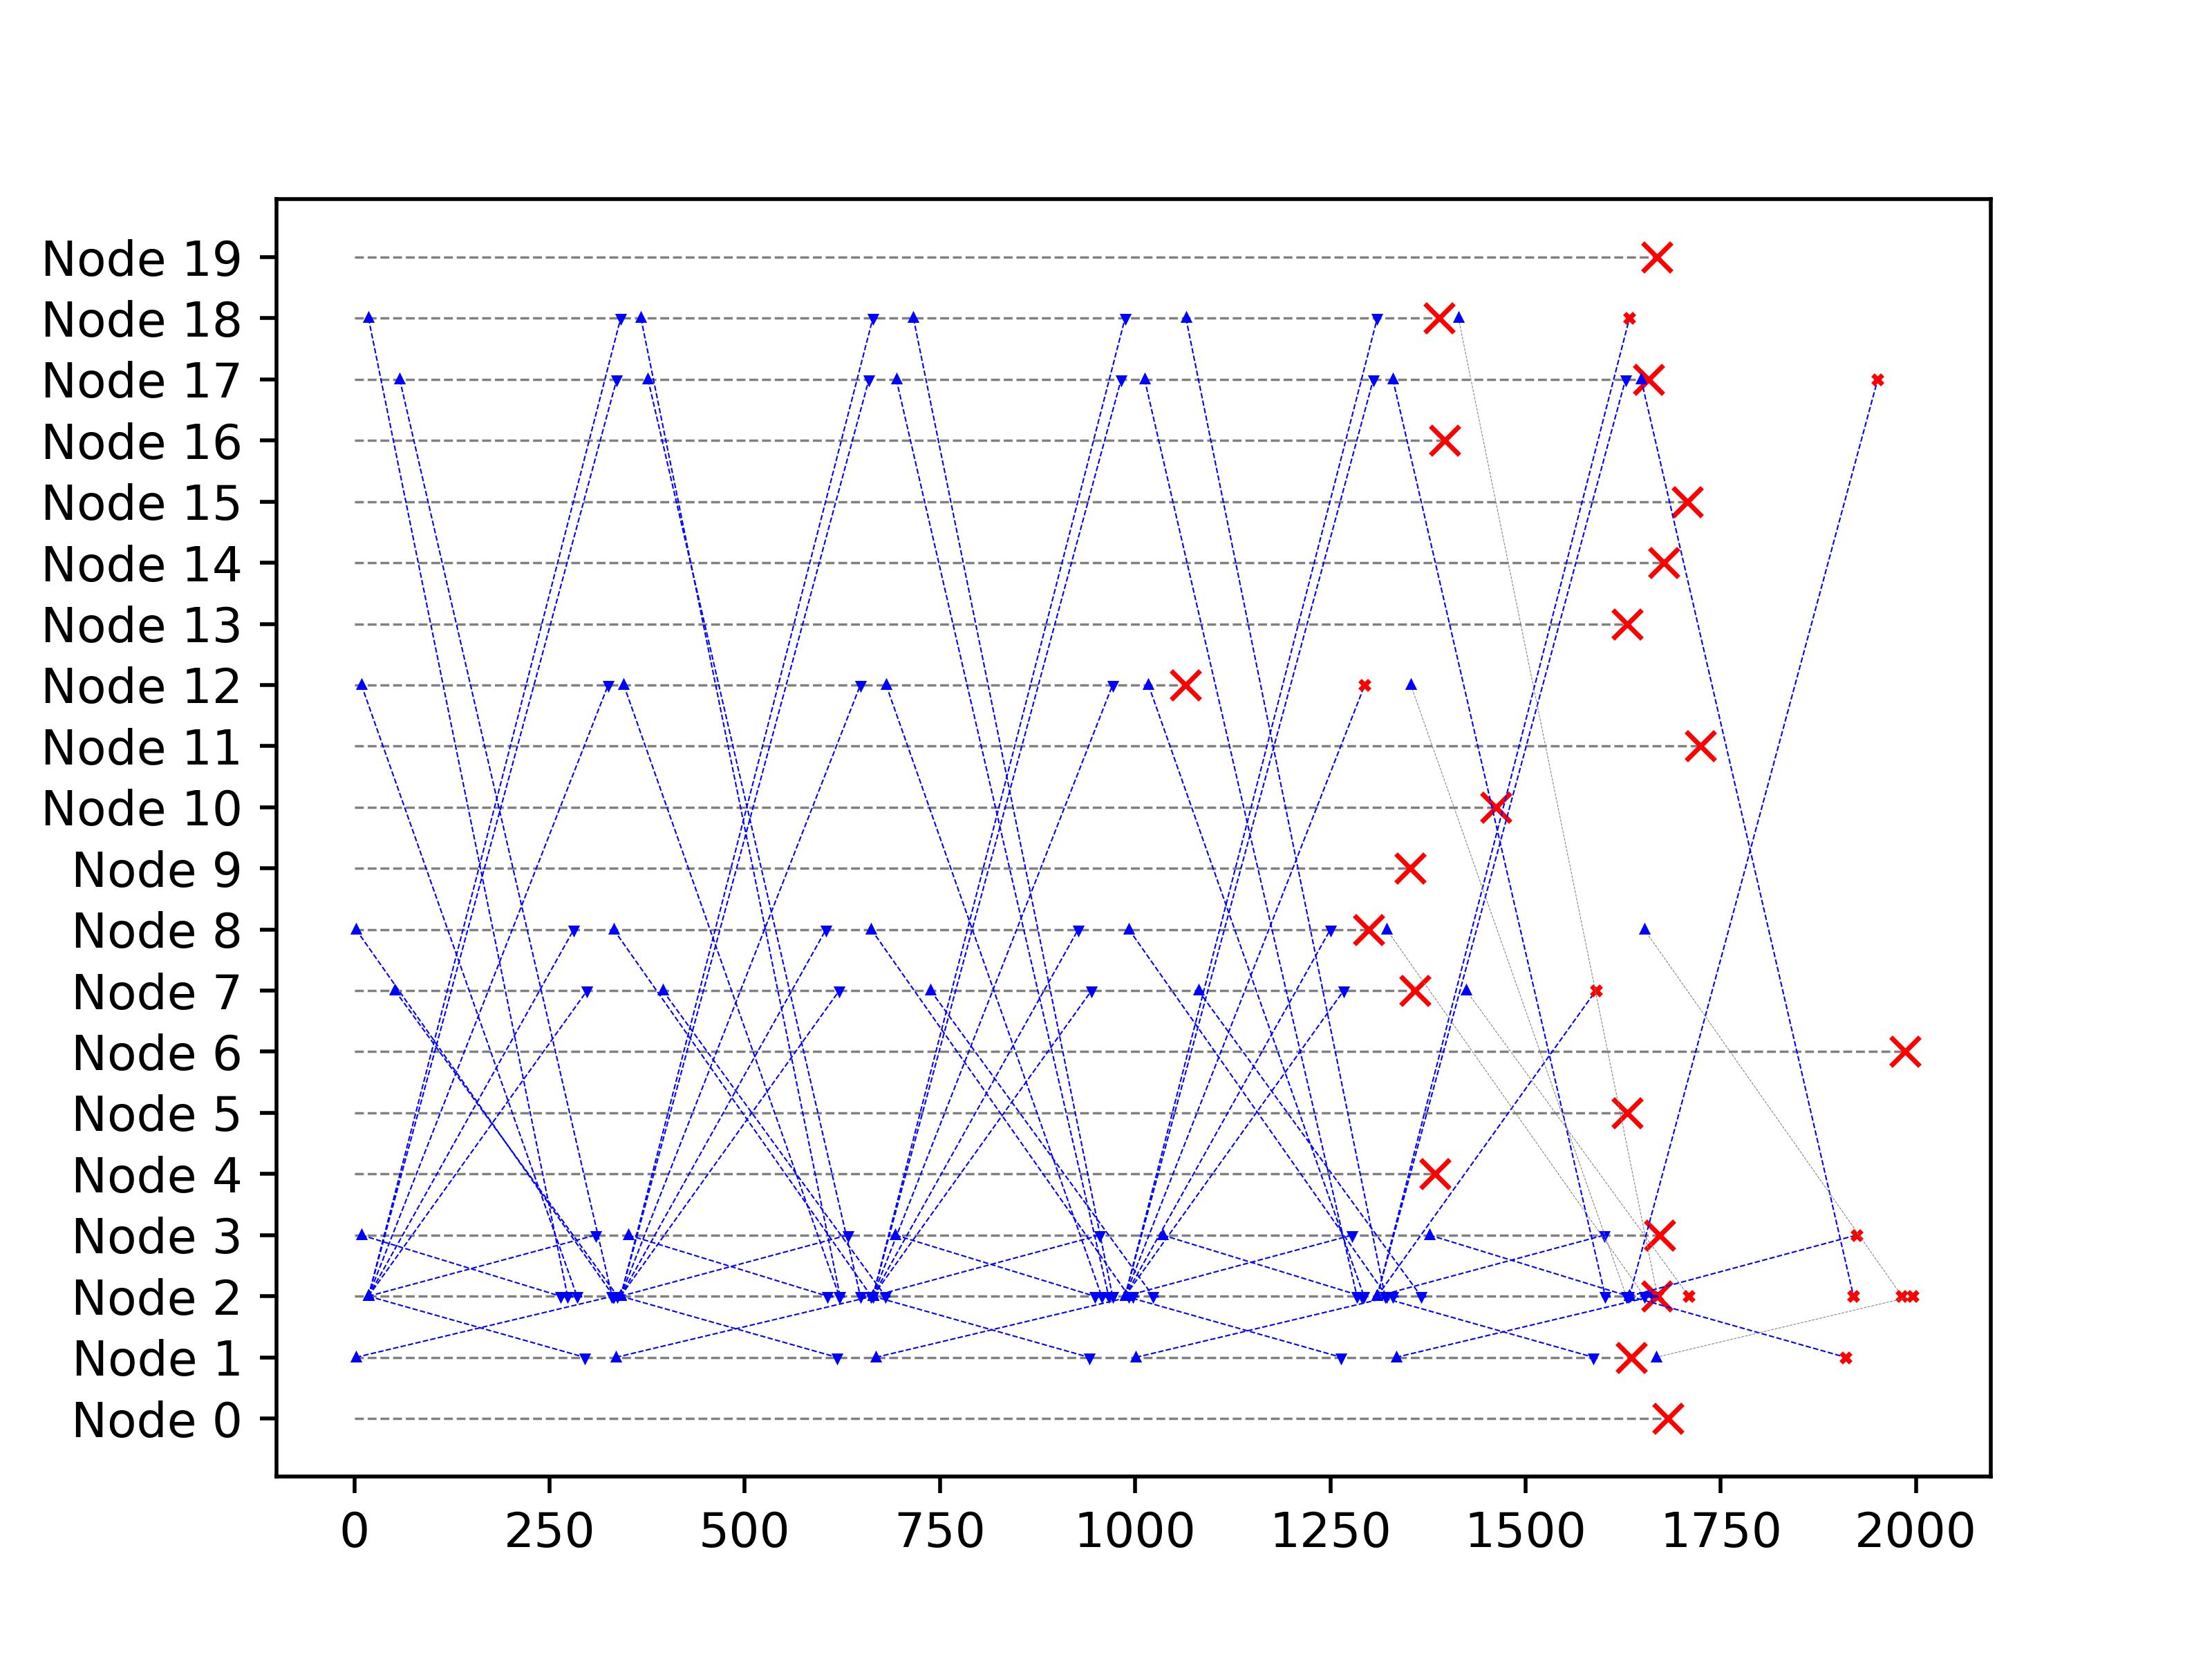 Node 19
Node 18
Node 17
Node 16
Node 15
Node 14
Node 13
Node 12
Node 11
Node 10
Node 9
Node 8
Node 7
Node 6
Node 5
Node 4
Node 3
Node 2
Node 1
Node 0
0 250 500 750 1000 1250 1500 1750 2000